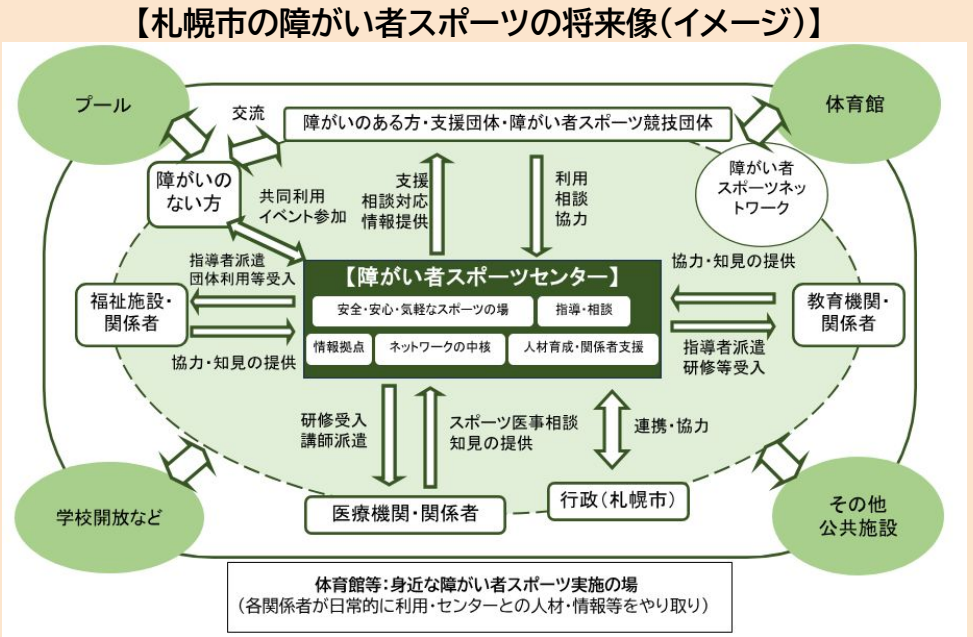 【札幌市の障がい者スポーツの将来像（イメージ）】
プール
体育館
交流
障がいのある方・支援団体・障がい者スポーツ競技団体
障がいの
ない方
共同利用
イベント参加
支援
相談対応
情報提供
利用
相談
協力
障がい者
スポーツネッ
トワーク
指導者派遣
団体利用等受入
福祉施設・
関係者
協力・知見の提供
【障がい者スポーツセンター】
安全・安心・気軽なスポーツの場
指導・相談
情報拠点
ネットワークの中核
人材育成・関係者支援
協力・知見の提供
教育機関・
関係者
指導者派遣
研修等受入
研修受入
講師派遣
スポーツ医事相談
知見の提供
連携・協力
医療機関・関係者
行政（札幌市）
学校開放など
その他
公共施設
体育館等：身近な障がい者スポーツ実施の場
（各関係者が日常的に利用・センターとの人材・情報等をやり取り）